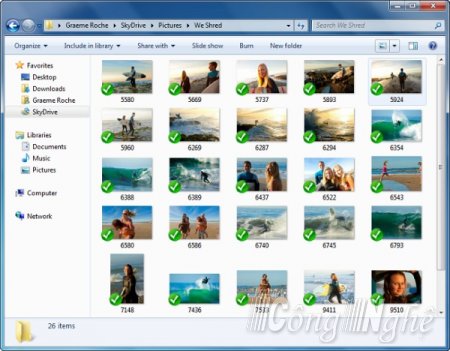 Graeme Roche ▸ SkyDrive ▸ Pictures ▸ We Shred
Search We Shred
Organize Include in library Share with Slide show Burn New folder
Favorites
Desktop
Downloads
Graeme Roche
SkyDrive
Libraries
Documents
Music
Pictures
Computer
Network
5580 5669 5737 5893 5924
5960 6269 6287 6294 6354
6388 6389 6437 6522 6543
6580 6586 6740 6745 6793
7148 7436 7533 9411 9510
26 items
Công Nghệ